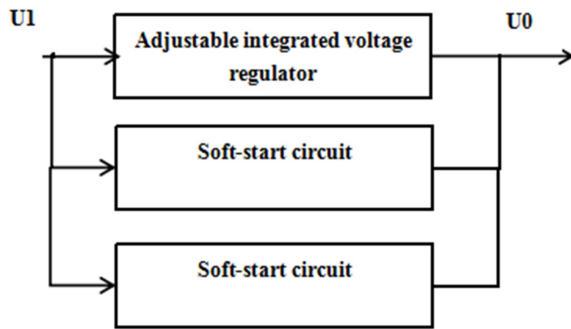 U1
U0
Adjustable integrated voltage
regulator
Soft-start circuit
Soft-start circuit